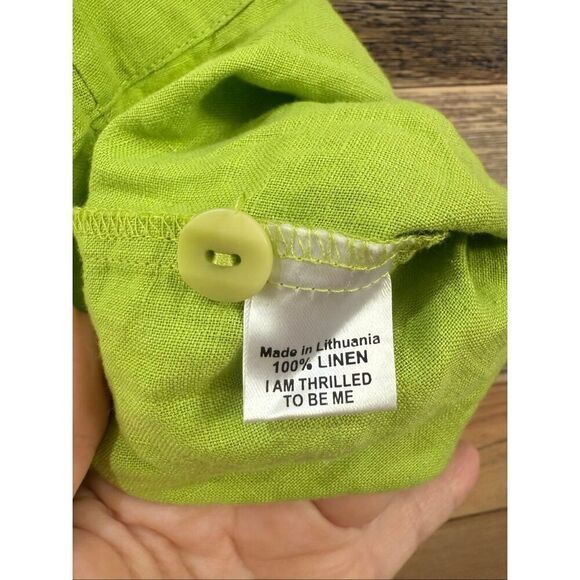 Made in Lithuania
100% LINEN
I AM THRILLED
TO BE ME